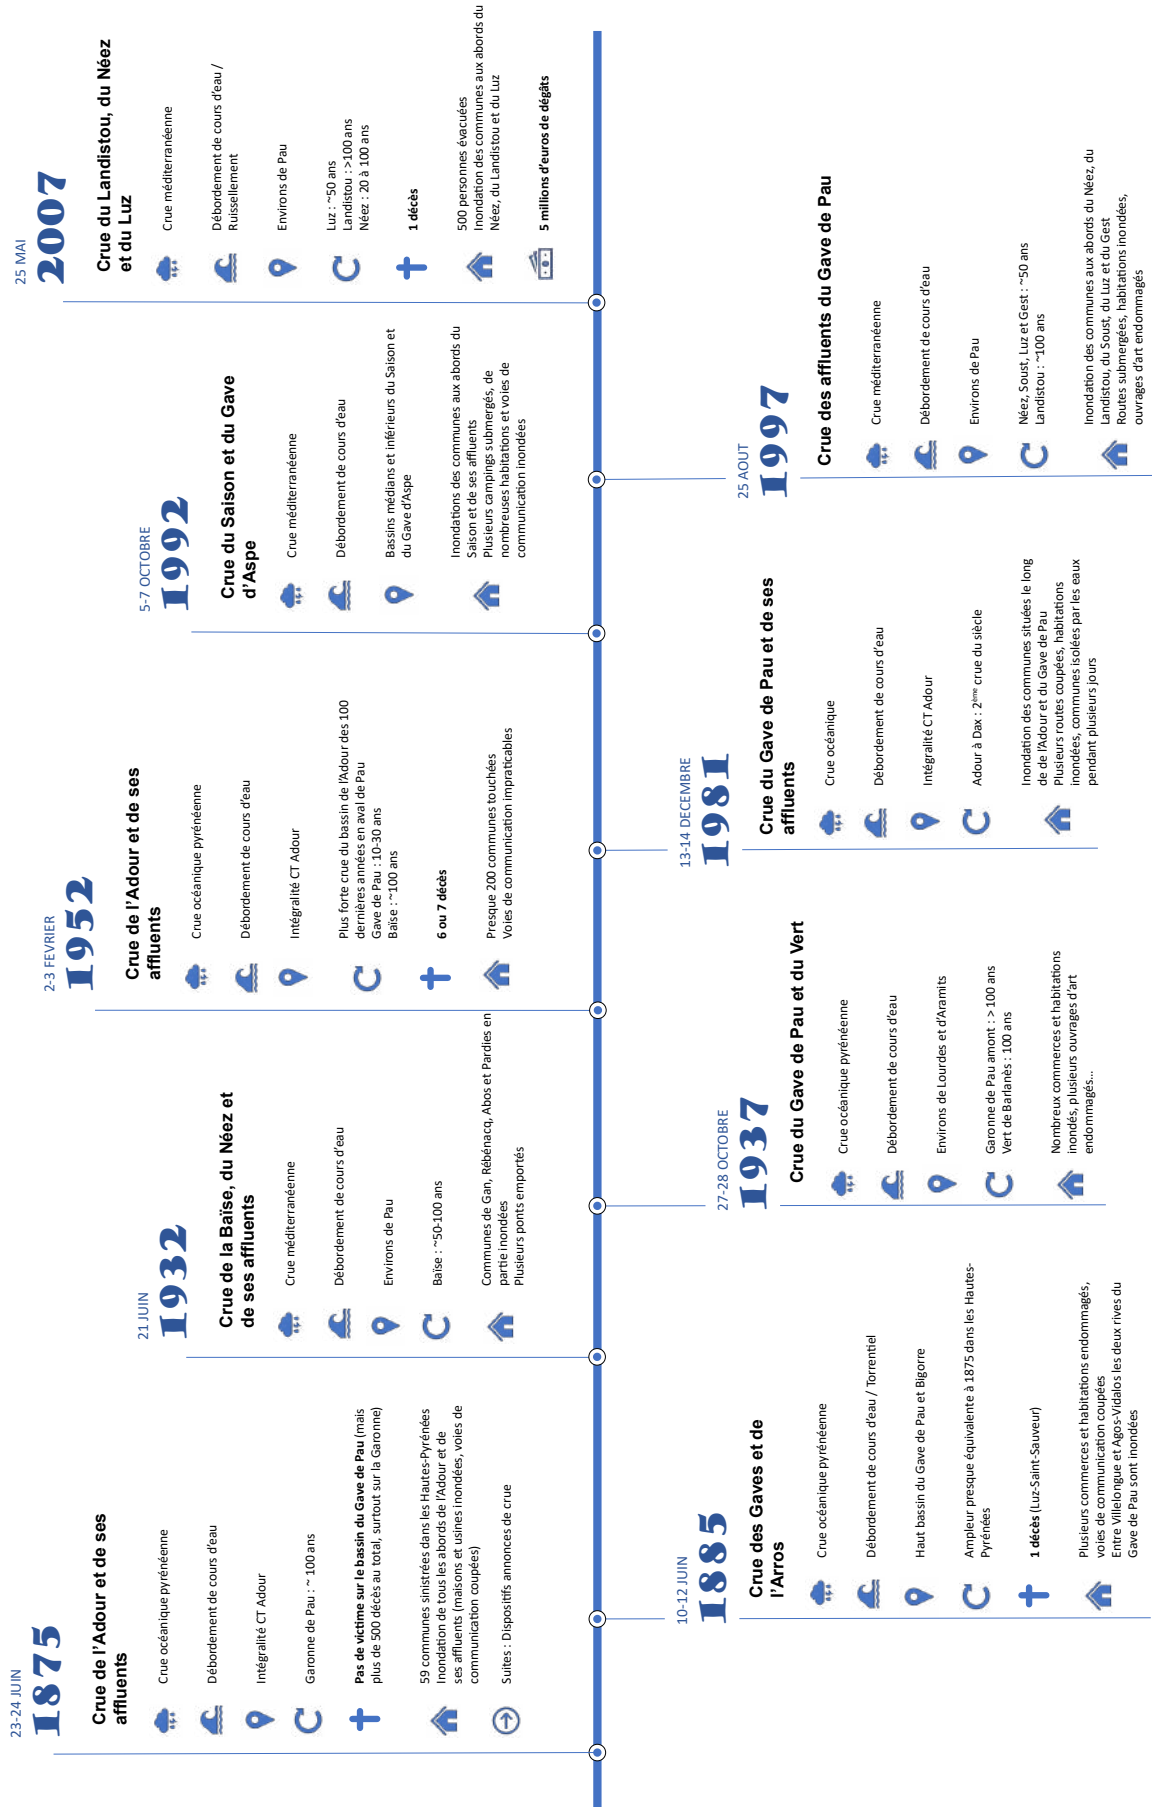 23-24 JUIN
1875
Crue de l'Adour et de ses
affluents
Crue océanique pyrénéenne
Débordement de cours d'eau
Intégralité CT Adour
Garonne de Pau : ~ 100 ans
Pas de victime sur le bassin du Gave de Pau (mais
plus de 500 décès au total, surtout sur la Garonne)
59 communes sinistrées dans les Hautes-Pyrénées
Inondation de tous les abords de l'Adour et de
ses affluents (maisons et usines inondées, voies de
communication coupées)
Suites : Dispositifs annonces de crue
10-12 JUIN
1885
Crue des Gaves et de
l'Arros
Crue océanique pyrénéenne
Débordement de cours d'eau / Torrentiel
Haut bassin du Gave de Pau et Bigorre
Ampleur presque équivalente à 1875 dans les Hautes-
Pyrénées
1 décès (Luz-Saint-Sauveur)
Plusieurs commerces et habitations endommagés,
voies de communication coupées
Entre Villelongue et Agos-Vidalos les deux rives du
Gave de Pau sont inondées
21 JUIN
1932
Crue de la Baïse, du Néez et
de ses affluents
Crue méditerranéenne
Débordement de cours d'eau
Environs de Pau
Baïse : ~50-100 ans
Communes de Gan, Rébénacq, Abos et Pardies en
partie inondées
Plusieurs ponts emportés
27-28 OCTOBRE
1937
Crue du Gave de Pau et du Vert
Crue océanique pyrénéenne
Débordement de cours d'eau
Environs de Lourdes et d'Aramits
Garonne de Pau amont : > 100 ans
Vert de Barlanès : 100 ans
Nombreux commerces et habitations
inondés, plusieurs ouvrages d'art
endommagés...
2-3 FEVRIER
1952
Crue de l'Adour et de ses
affluents
Crue océanique pyrénéenne
Débordement de cours d'eau
Intégralité CT Adour
Plus forte crue du bassin de l'Adour des 100
dernières années en aval de Pau
Gave de Pau : 10-30 ans
Baïse : ~100 ans
6 ou 7 décès
Presque 200 communes touchées
Voies de communication impraticables
13-14 DECEMBRE
1981
Crue du Gave de Pau et de ses
affluents
Crue océanique
Débordement de cours d'eau
Intégralité CT Adour
Adour à Dax : 2ème crue du siècle
Inondation des communes situées le long
de de l'Adour et du Gave de Pau
Plusieurs routes coupées, habitations
inondées, communes isolées par les eaux
pendant plusieurs jours
5-7 OCTOBRE
1992
Crue du Saison et du Gave
d'Aspe
Crue méditerranéenne
Débordement de cours d'eau
Bassins médians et inférieurs du Saison et
du Gave d'Aspe
Inondations des communes aux abords du
Saison et de ses affluents
Plusieurs campings submergés, de
nombreuses habitations et voies de
communication inondées
25 AOUT
1997
Crue des affluents du Gave de Pau
Crue méditerranéenne
Débordement de cours d'eau
Environs de Pau
Néez, Soust, Luz et Gest : ~50 ans
Landistou : ~100 ans
Inondation des communes aux abords du Néez, du
Landistou, du Soust, du Luz et du Gest
Routes submergées, habitations inondées,
ouvrages d'art endommagés
25 MAI
2007
Crue du Landistou, du Néez
et du Luz
Crue méditerranéenne
Débordement de cours d'eau /
Ruissellement
Environs de Pau
Luz : ~50 ans
Landistou : >100 ans
Néez : 20 à 100 ans
1 décès
500 personnes évacuées
Inondation des communes aux abords du
Néez, du Landistou et du Luz
5 millions d'euros de dégâts